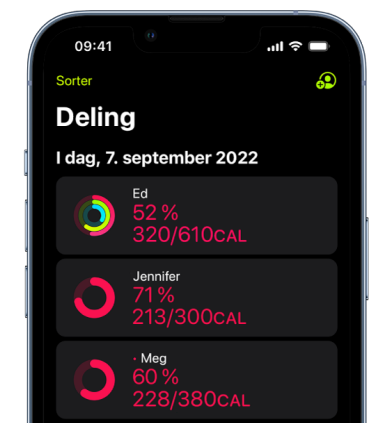 09:41
Sorter
Deling
I dag, 7. september 2022
Ed
52 %
320/610CAL
Jennifer
71 %
213/300CAL
· Meg
60 %
228/380CAL